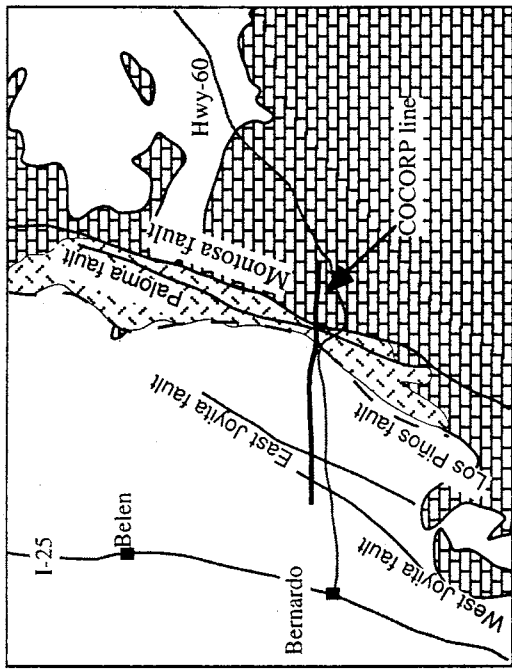 I-25
Belen
Bernardo
Hwy-60
Paloma fault
Montosa fault
COCORP line
East Joyita fault
Los Piños fault
West Joyita fault